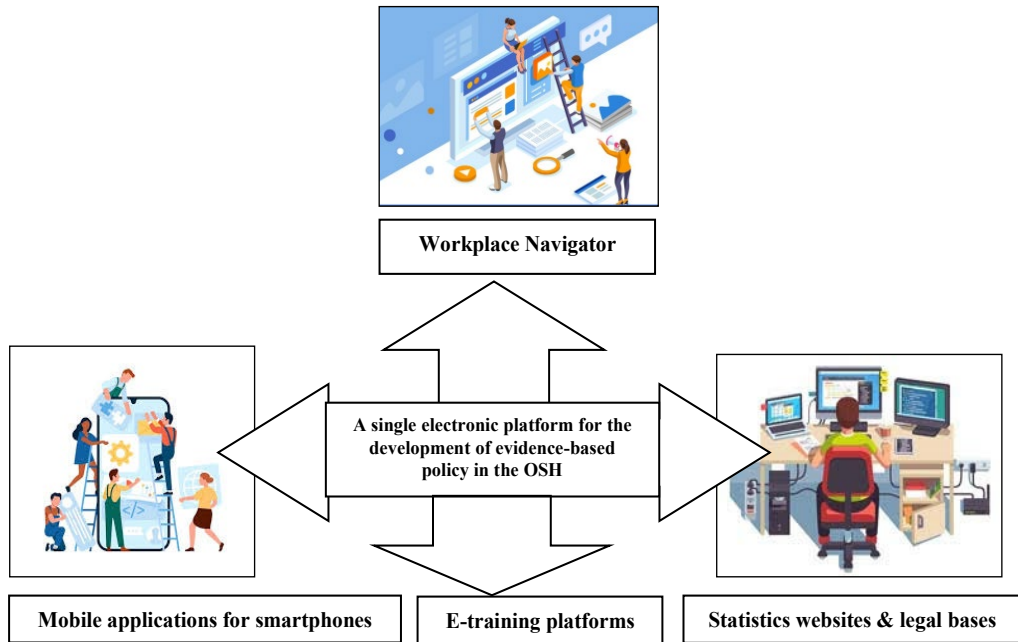 Workplace Navigator
A single electronic platform for the
development of evidence-based
policy in the OSH
Mobile applications for smartphones
E-training platforms
Statistics websites & legal bases